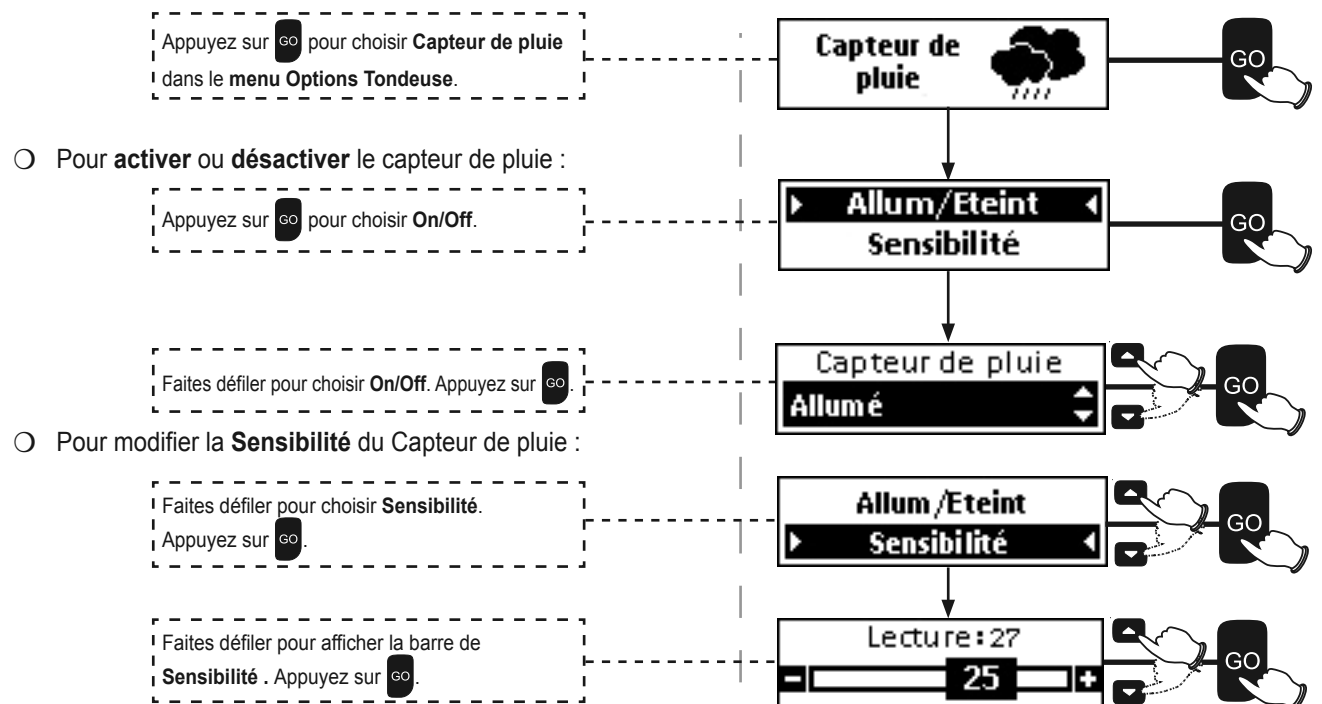 Appuyez sur GO pour choisir Capteur de pluie
dans le menu Options Tondeuse.
Capteur de
pluie
GO
❍ Pour activer ou désactiver le capteur de pluie :
Appuyez sur GO pour choisir On/Off.
Allum/Eteint
Sensibilité
GO
Faites défiler pour choisir On/Off. Appuyez sur GO.
Capteur de pluie
Allumé
GO
❍ Pour modifier la Sensibilité du Capteur de pluie :
Faites défiler pour choisir Sensibilité.
Appuyez sur GO.
Allum/Eteint
Sensibilité
GO
Faites défiler pour afficher la barre de
Sensibilité . Appuyez sur GO.
Lecture:27
- 25 +
GO